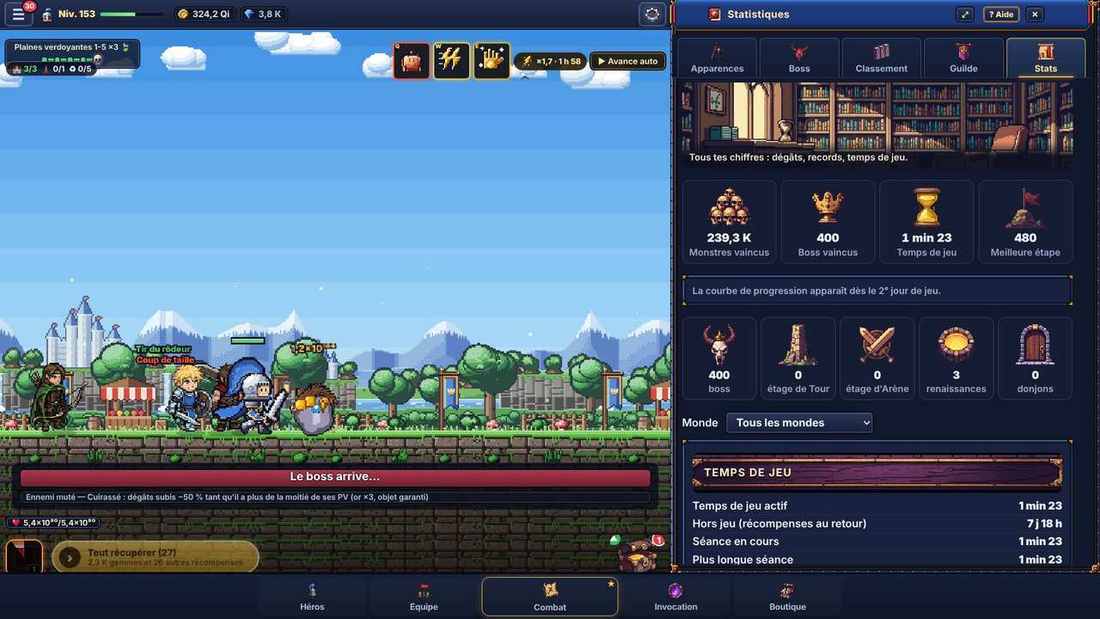 30
Niv. 153
324,2 Qi
3,8 K
Statistiques
? Aide
Plaines verdoyantes 1-5 ×3
3/3 0/1 0/5
Q
W
E
×1,7 · 1 h 58
Avance auto
Apparences
Boss
Classement
Guilde
Stats
Tous tes chiffres : dégâts, records, temps de jeu.
239,3 K
Monstres vaincus
400
Boss vaincus
1 min 23
Temps de jeu
480
Meilleure étape
La courbe de progression apparaît dès le 2ᵉ jour de jeu.
Tir du rôdeur
Coup de taille
400
boss
0
étage de Tour
0
étage d'Arène
3
renaissances
0
donjons
Monde
Tous les mondes
Le boss arrive...
Ennemi muté — Cuirassé : dégâts subis −50 % tant qu'il a plus de la moitié de ses PV (or ×3, objet garanti)
TEMPS DE JEU
Temps de jeu actif 1 min 23
Hors jeu (récompenses au retour) 7 j 18 h
Séance en cours 1 min 23
Plus longue séance 1 min 23
Tout récupérer (27)
2,3 K gemmes et 26 autres récompenses
1
Héros
Équipe
Combat
Invocation
Boutique